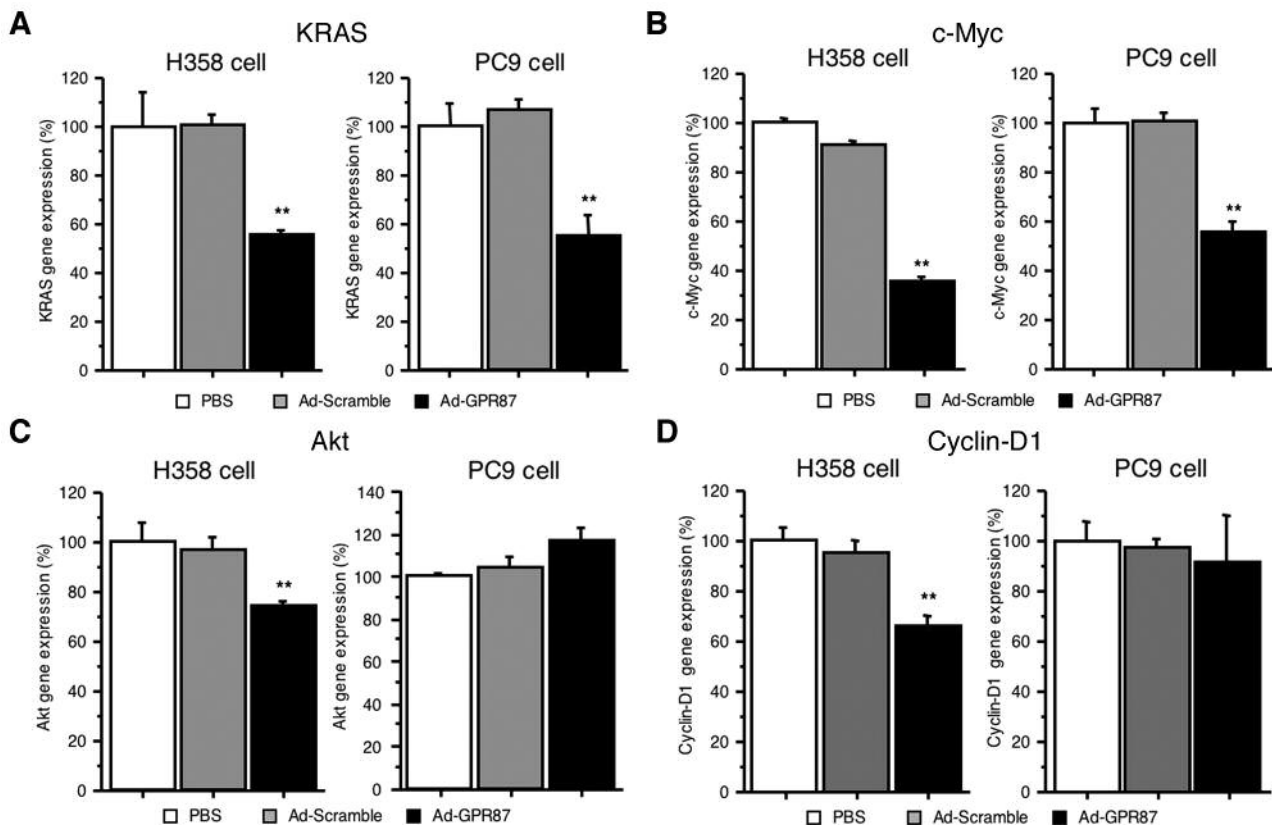 A
KRAS
H358 cell
PC9 cell
KRAS gene expression (%)
120
100
80
60
40
20
0
**
KRAS gene expression (%)
120
100
80
60
40
20
0
**
PBS Ad-Scramble Ad-GPR87
B
c-Myc
H358 cell
PC9 cell
c-Myc gene expression (%)
120
100
80
60
40
20
0
**
c-Myc gene expression (%)
120
100
80
60
40
20
0
**
PBS Ad-Scramble Ad-GPR87
C
Akt
H358 cell
PC9 cell
Akt gene expression (%)
120
100
80
60
40
20
0
**
Akt gene expression (%)
140
120
100
80
60
40
20
0
PBS Ad-Scramble Ad-GPR87
D
Cyclin-D1
H358 cell
PC9 cell
Cyclin-D1 gene expression (%)
120
100
80
60
40
20
0
**
Cyclin-D1 gene expression (%)
120
100
80
60
40
20
0
PBS Ad-Scramble Ad-GPR87